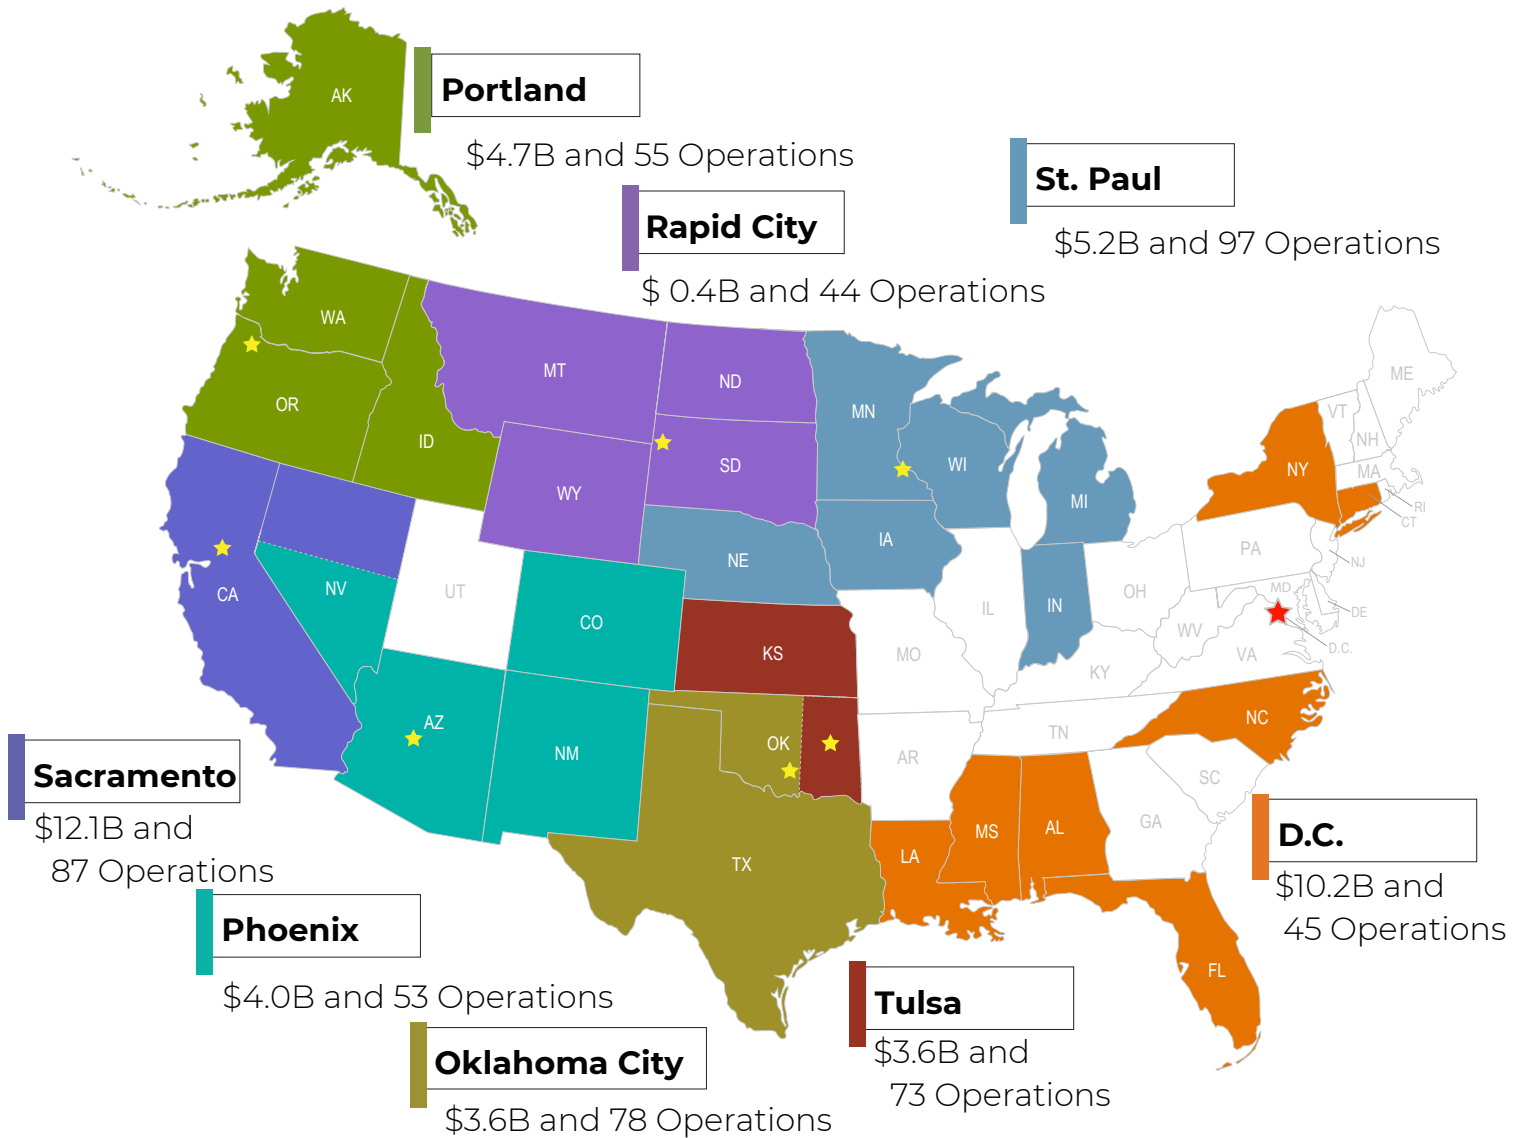 AK
Portland
$4.7B and 55 Operations
St. Paul
$5.2B and 97 Operations
Rapid City
$ 0.4B and 44 Operations
WA
OR
ID
MT
ND
SD
WY
MN
WI
MI
NE
IA
IN
CA
NV
UT
CO
AZ
NM
KS
OK
TX
MO
AR
IL
OH
KY
TN
WV
VA
PA
NY
VT
NH
ME
MA
RI
CT
NJ
MD
DE
D.C.
NC
SC
GA
LA
MS
AL
FL
Sacramento
$12.1B and
87 Operations
Phoenix
$4.0B and 53 Operations
Oklahoma City
$3.6B and 78 Operations
Tulsa
$3.6B and
73 Operations
D.C.
$10.2B and
45 Operations